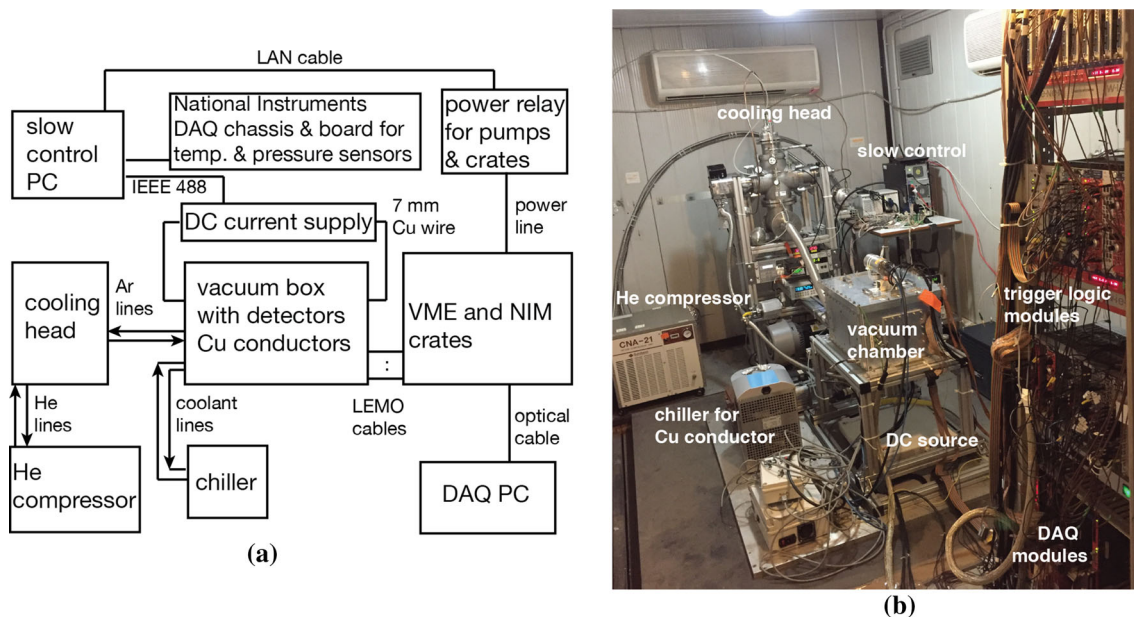 LAN cable
slow
control
PC
National Instruments
DAQ chassis & board for
temp. & pressure sensors
power relay
for pumps
& crates
IEEE 488
DC current supply
7 mm
Cu wire
power
line
cooling
head
Ar
lines
vacuum box
with detectors
Cu conductors
VME and NIM
crates
He
lines
coolant
lines
LEMO
cables
optical
cable
He
compressor
chiller
DAQ PC
(a)
cooling head
slow control
He compressor
CNA-21
vacuum
chamber
trigger logic
modules
chiller for
Cu conductor
DC source
DAQ
modules
(b)